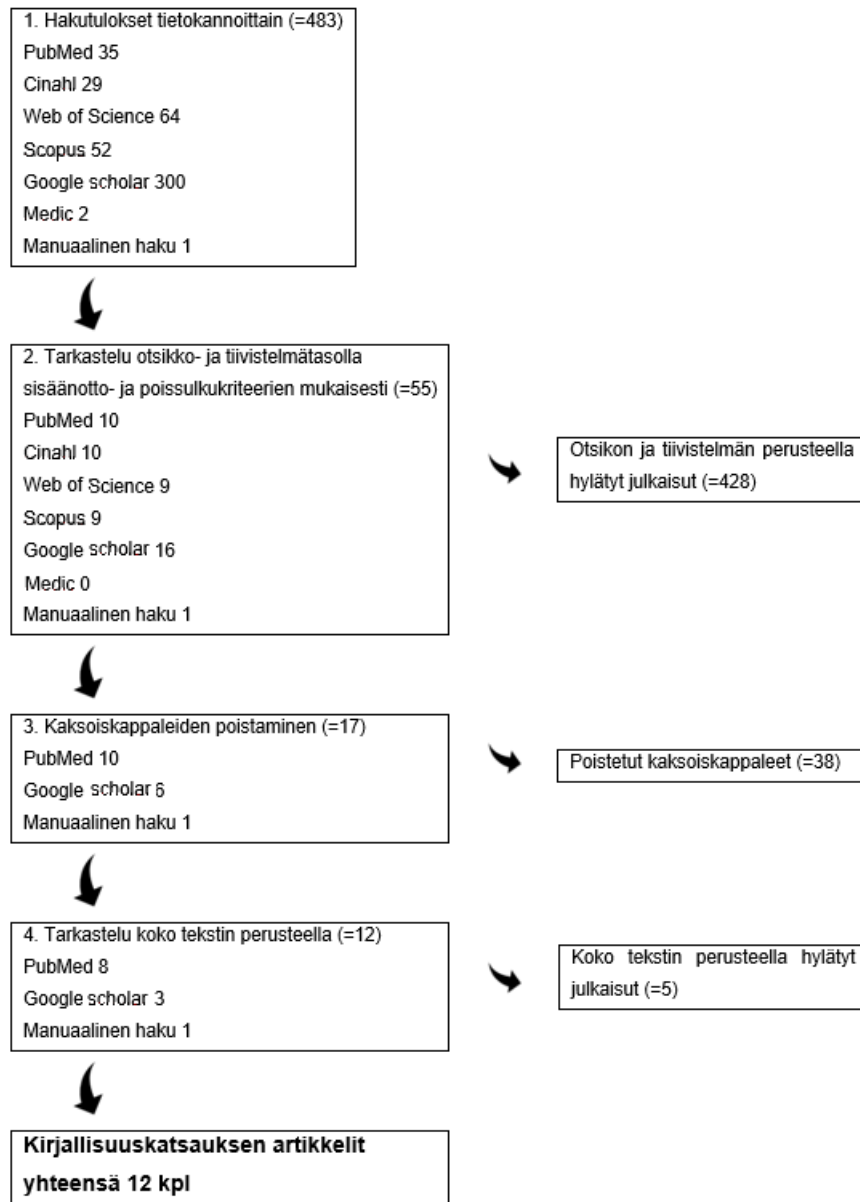 1. Hakutulokset tietokannoittain (=483)
PubMed 35
Cinahl 29
Web of Science 64
Scopus 52
Google scholar 300
Medic 2
Manuaalinen haku 1
2. Tarkastelu otsikko- ja tiivistelmätasolla
sisäänotto- ja poissulkukriteerien mukaisesti (=55)
PubMed 10
Cinahl 10
Web of Science 9
Scopus 9
Google scholar 16
Medic 0
Manuaalinen haku 1
Otsikon ja tiivistelmän perusteella
hylätyt julkaisut (=428)
3. Kaksoiskappaleiden poistaminen (=17)
PubMed 10
Google scholar 6
Manuaalinen haku 1
Poistetut kaksoiskappaleet (=38)
4. Tarkastelu koko tekstin perusteella (=12)
PubMed 8
Google scholar 3
Manuaalinen haku 1
Koko tekstin perusteella hylätyt
julkaisut (=5)
Kirjallisuuskatsauksen artikkelit
yhteensä 12 kpl